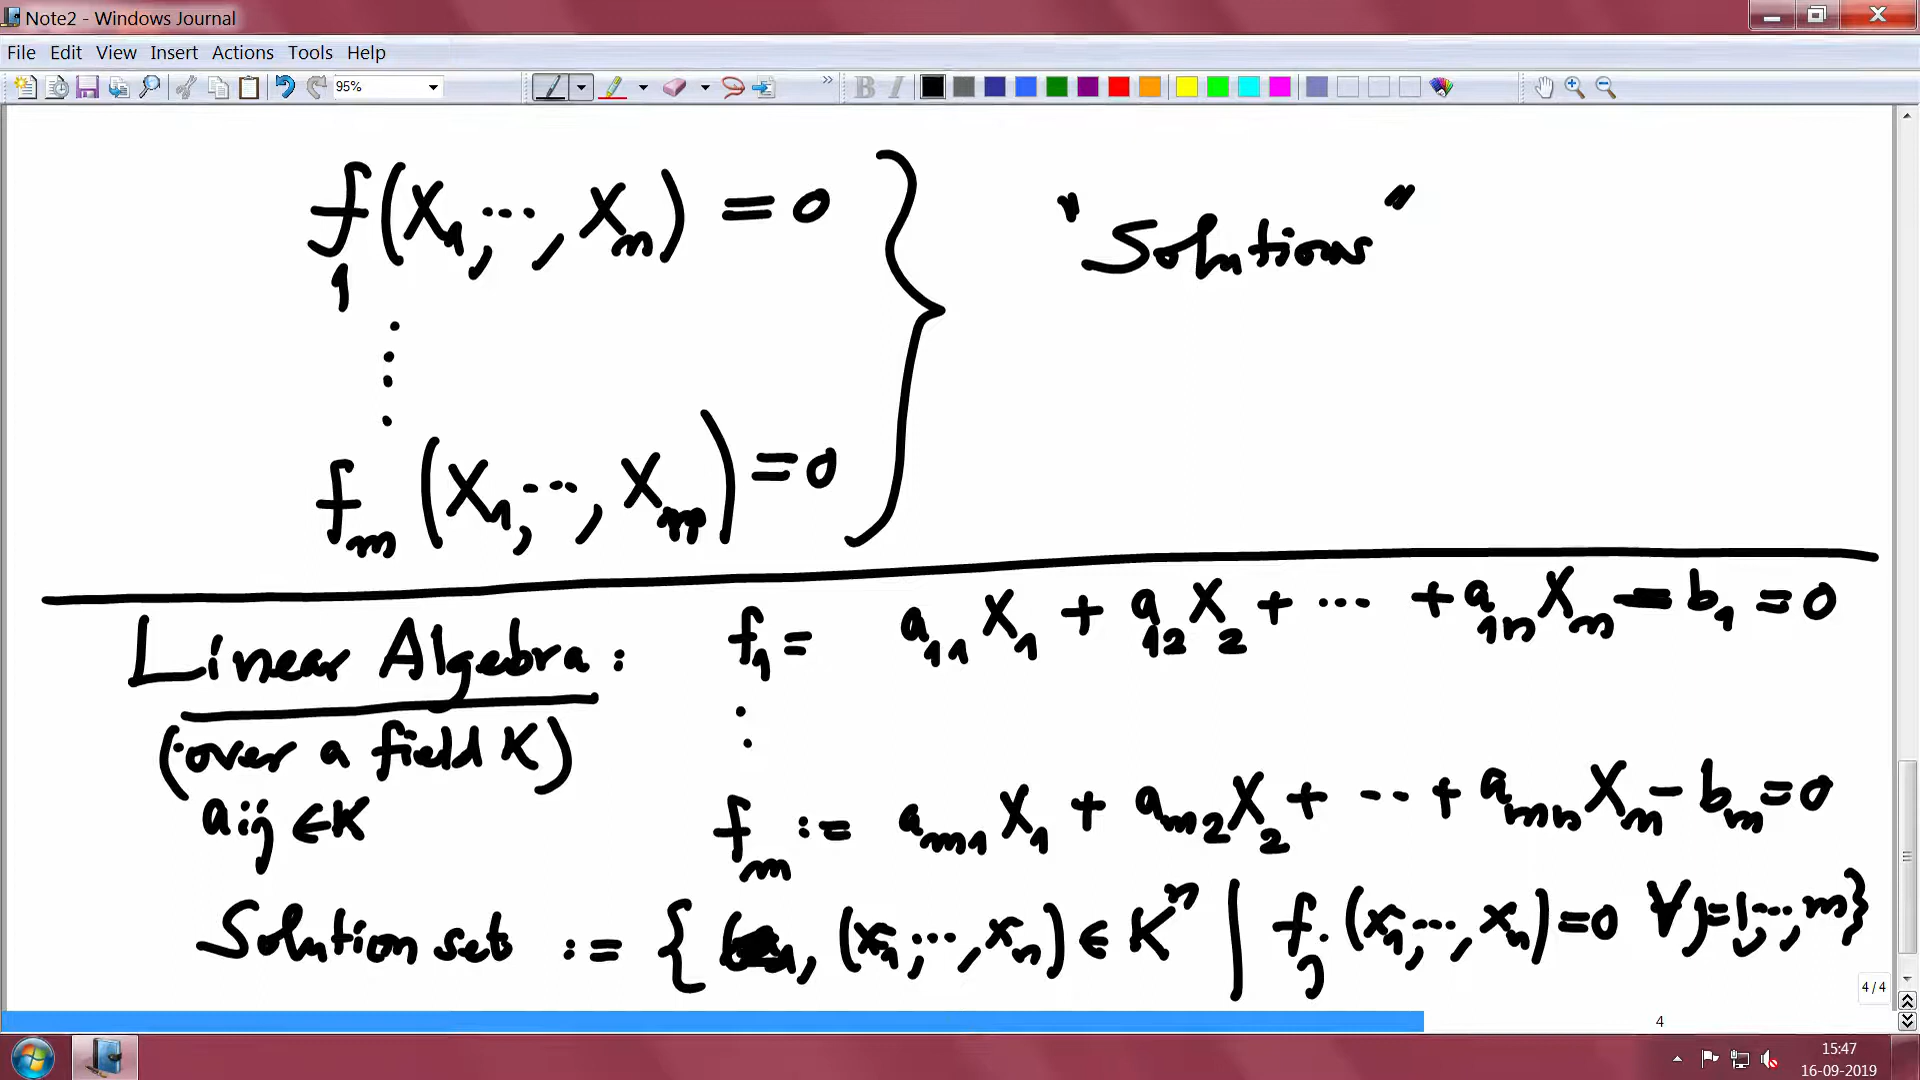 Note2 - Windows Journal
File Edit View Insert Actions Tools Help
95%
f₁(X₁,⋯,Xₙ) = 0
"Solutions"
⋮
fₘ(X₁,⋯,Xₙ) = 0
Linear Algebra:
(over a field K)
aij ∈ K
f₁ = a₁₁X₁ + a₁₂X₂ + ⋯ + a₁ₙXₙ - b₁ = 0
⋮
fₘ := aₘ₁X₁ + aₘ₂X₂ + ⋯ + aₘₙXₙ - bₘ = 0
Solution set := { (x₁,⋯,xₙ) ∈ Kⁿ | fⱼ(x₁,⋯,xₙ) = 0 ∀ j=1,⋯,m}
4 / 4
4
15:47
16-09-2019